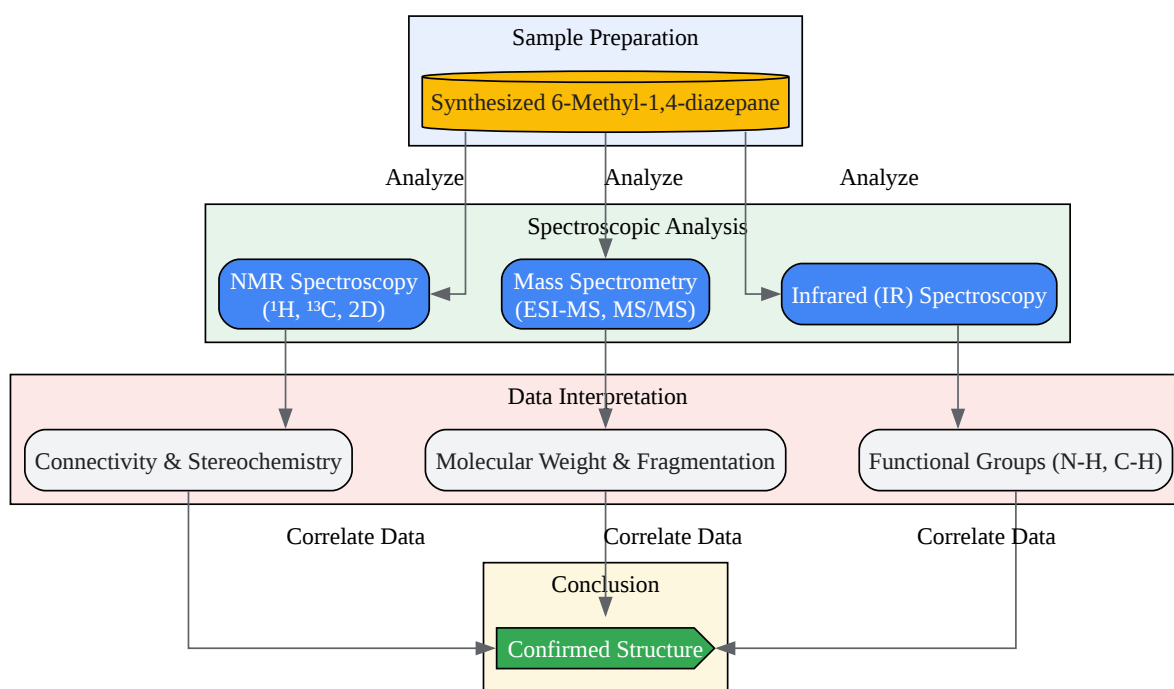 Sample Preparation
Synthesized 6-Methyl-1,4-diazepane
Analyze
Analyze
Analyze
Spectroscopic Analysis
NMR Spectroscopy
(¹H, ¹³C, 2D)
Mass Spectrometry
(ESI-MS, MS/MS)
Infrared (IR) Spectroscopy
Data Interpretation
Connectivity & Stereochemistry
Molecular Weight & Fragmentation
Functional Groups (N-H, C-H)
Correlate Data
Correlate Data
Correlate Data
Conclusion
Confirmed Structure